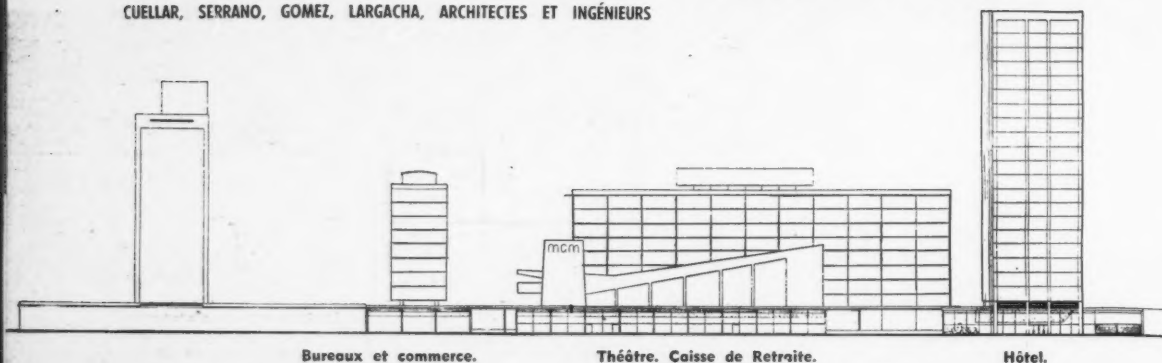 CUELLAR, SERRANO, GOMEZ, LARGACHA, ARCHITECTES ET INGÉNIEURS
mcm
Bureaux et commerce. Théâtre. Caisse de Retraite. Hôtel.